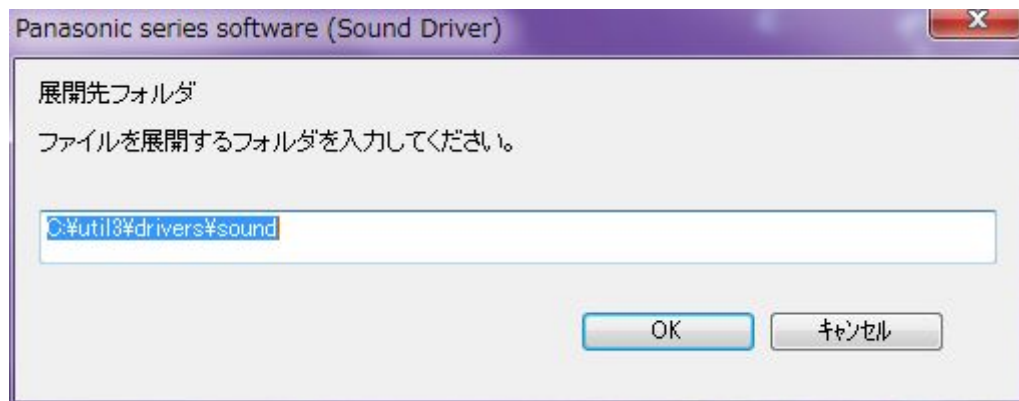 Panasonic series software (Sound Driver)
展開先フォルダ
ファイルを展開するフォルダを入力してください。
C:¥util3¥drivers¥sound
OK
キャンセル